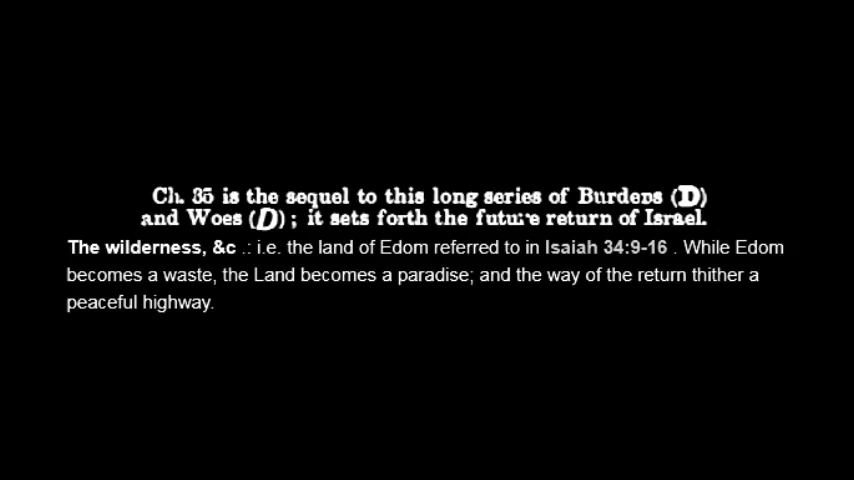 Ch. 35 is the sequel to this long series of Burdens (D)
and Woes (D); it sets forth the future return of Israel.
The wilderness, &c .: i.e. the land of Edom referred to in Isaiah 34:9-16 . While Edom
becomes a waste, the Land becomes a paradise; and the way of the return thither a
peaceful highway.